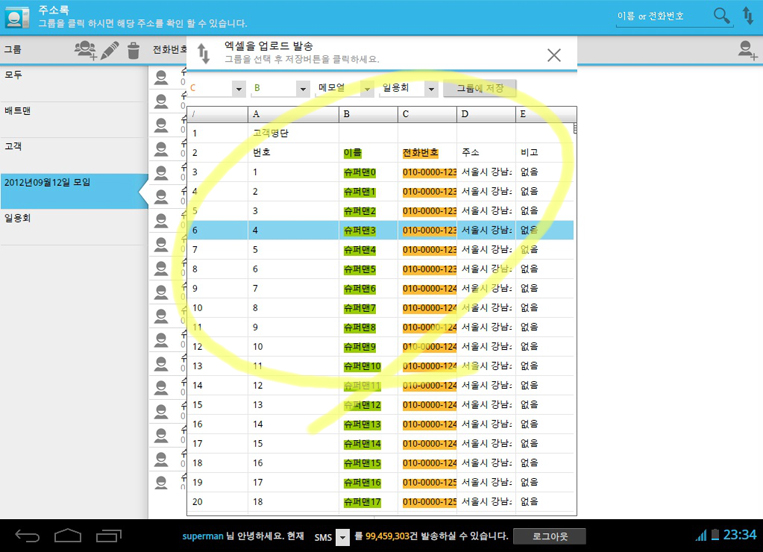 주소록
그룹을 클릭 하시면 해당 주소를 확인 할 수 있습니다.
이름 or 전화번호
그룹
전화번호
모두
배트맨
고객
2012년09월12일 모임
일용회
엑셀을 업로드 발송
그룹을 선택 후 저장버튼을 클릭하세요.
C B 메모열 일용회 그룹에 저장
/ A B C D E
1 고객명단
2 번호 이름 전화번호 주소 비고
3 1 슈퍼맨0 010-0000-123 서울시 강남 없음
4 2 슈퍼맨1 010-0000-123 서울시 강남 없음
5 3 슈퍼맨2 010-0000-123 서울시 강남 없음
6 4 슈퍼맨3 010-0000-123 서울시 강남 없음
7 5 슈퍼맨4 010-0000-123 서울시 강남 없음
8 6 슈퍼맨5 010-0000-123 서울시 강남 없음
9 7 슈퍼맨6 010-0000-124 서울시 강남 없음
10 8 슈퍼맨7 010-0000-124 서울시 강남 없음
11 9 슈퍼맨8 010-0000-124 서울시 강남 없음
12 10 슈퍼맨9 010-0000-124 서울시 강남 없음
13 11 슈퍼맨10 010-0000-124 서울시 강남 없음
14 12 슈퍼맨11 010-0000-124 서울시 강남 없음
15 13 슈퍼맨12 010-0000-124 서울시 강남 없음
16 14 슈퍼맨13 010-0000-124 서울시 강남 없음
17 15 슈퍼맨14 010-0000-124 서울시 강남 없음
18 16 슈퍼맨15 010-0000-124 서울시 강남 없음
19 17 슈퍼맨16 010-0000-125 서울시 강남 없음
20 18 슈퍼맨17 010-0000-125 서울시 강남 없음
superman 님 안녕하세요. 현재 SMS 를 99,459,303건 발송하실 수 있습니다. 로그아웃
23:34